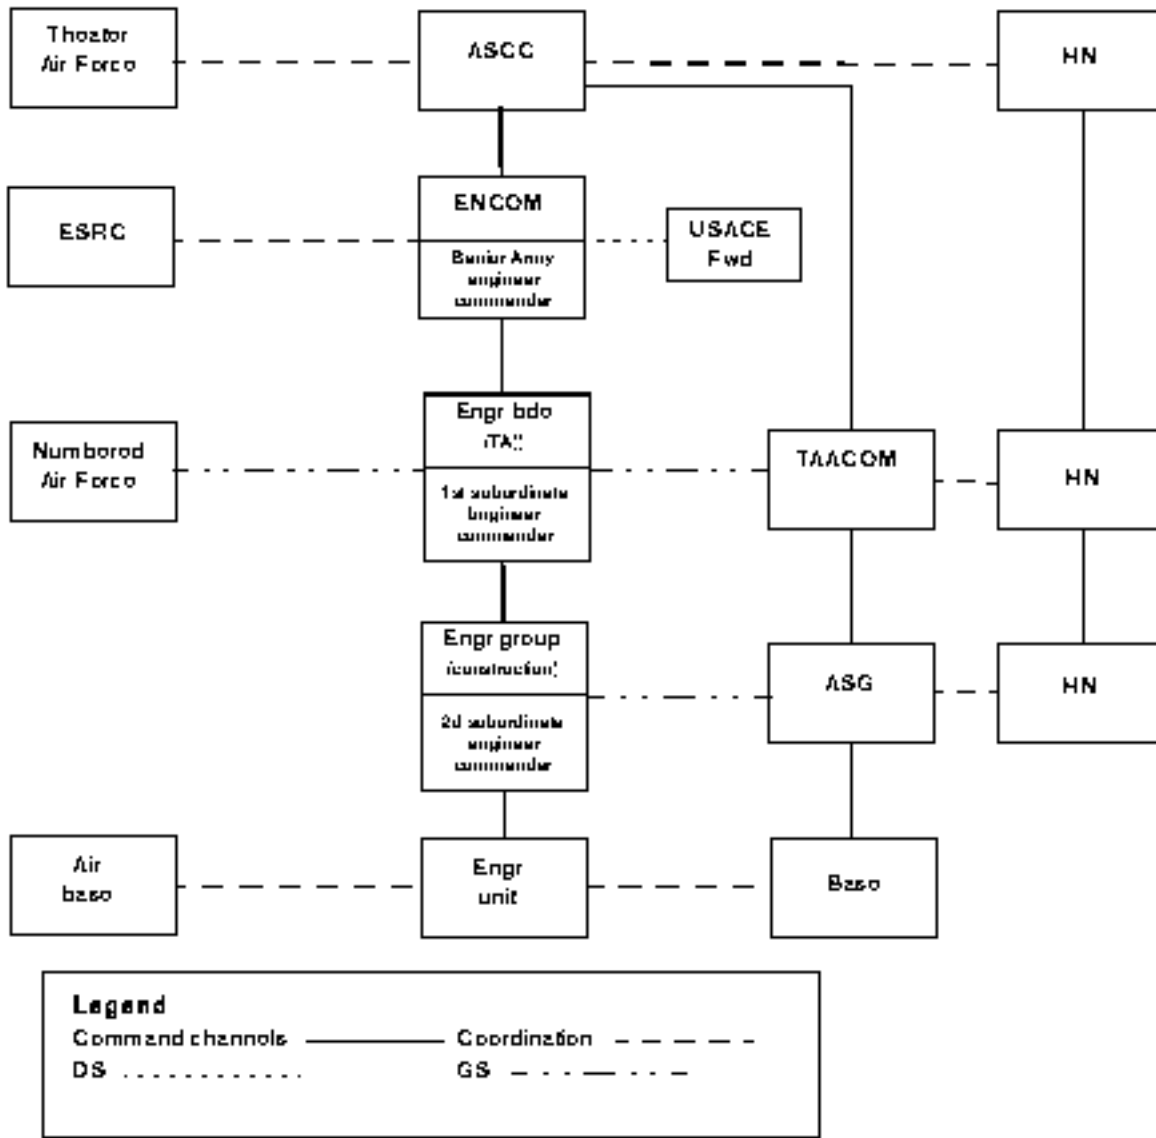 Theater
Air Force
ASCC
HN
ESRC
ENCOM
Senior Army
engineer
commander
USACE
Fwd
Numbered
Air Force
Engr bde
(TA)
1st subordinate
engineer
commander
TAACOM
HN
Engr group
(construction)
2d subordinate
engineer
commander
ASG
HN
Air
base
Engr
unit
Base
Legend
Command channels
Coordination
DS
GS